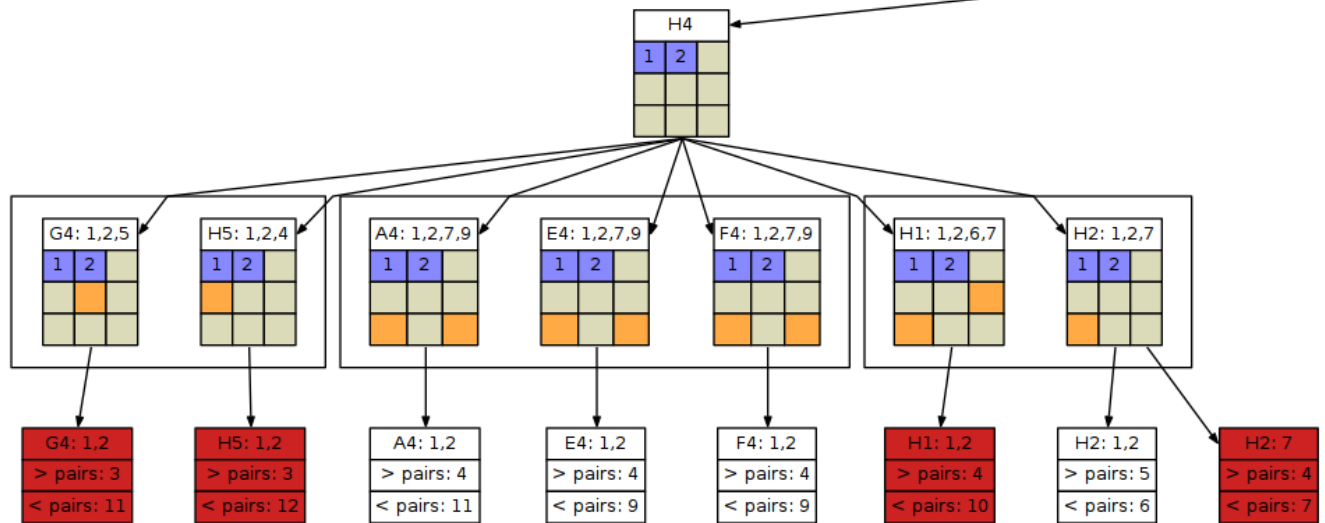 H4
1 2
G4: 1,2,5
1 2
H5: 1,2,4
1 2
A4: 1,2,7,9
1 2
E4: 1,2,7,9
1 2
F4: 1,2,7,9
1 2
H1: 1,2,6,7
1 2
H2: 1,2,7
1 2
G4: 1,2
> pairs: 3
< pairs: 11
H5: 1,2
> pairs: 3
< pairs: 12
A4: 1,2
> pairs: 4
< pairs: 11
E4: 1,2
> pairs: 4
< pairs: 9
F4: 1,2
> pairs: 4
< pairs: 9
H1: 1,2
> pairs: 4
< pairs: 10
H2: 1,2
> pairs: 5
< pairs: 6
H2: 7
> pairs: 4
< pairs: 7